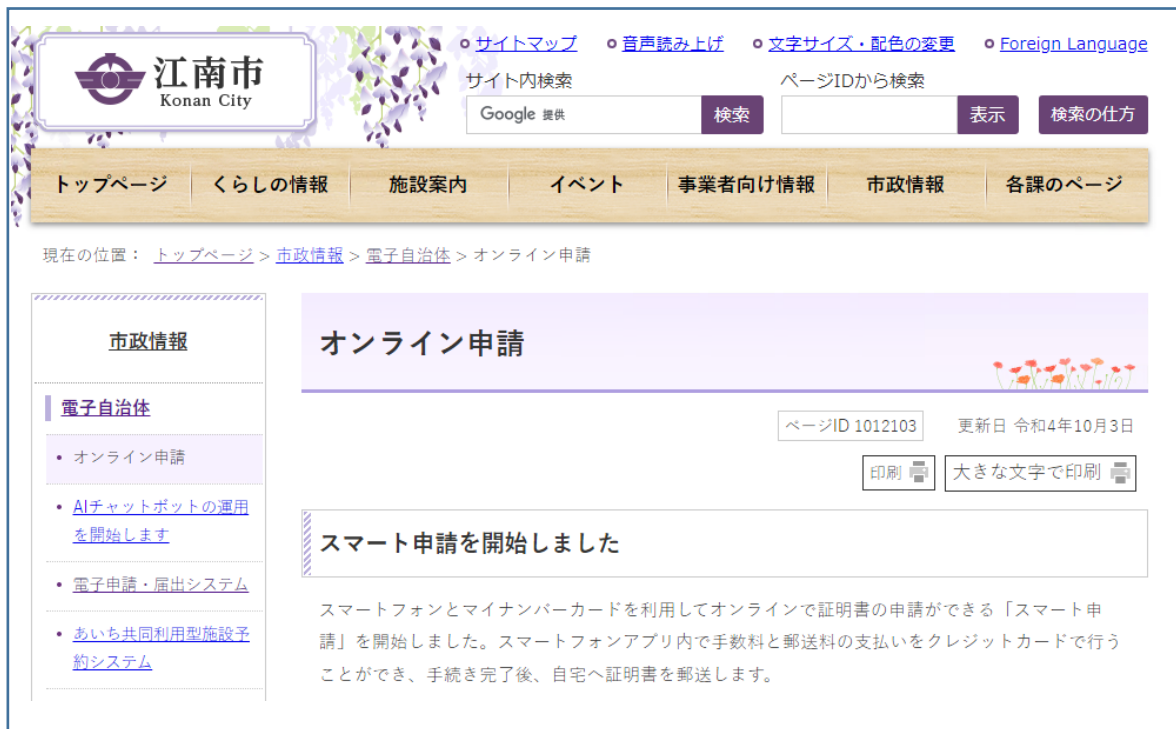 江南市
Konan City
サイトマップ 音声読み上げ 文字サイズ・配色の変更 Foreign Language
サイト内検索 ページIDから検索
Google 提供 検索 表示 検索の仕方
トップページ くらしの情報 施設案内 イベント 事業者向け情報 市政情報 各課のページ
現在の位置： トップページ > 市政情報 > 電子自治体 > オンライン申請
市政情報
電子自治体
オンライン申請
AIチャットボットの運用
を開始します
電子申請・届出システム
あいち共同利用型施設予
約システム
オンライン申請
ページID 1012103 更新日 令和4年10月3日
印刷 大きな文字で印刷
スマート申請を開始しました
スマートフォンとマイナンバーカードを利用してオンラインで証明書の申請ができる「スマート申
請」を開始しました。スマートフォンアプリ内で手数料と郵送料の支払いをクレジットカードで行う
ことができ、手続き完了後、自宅へ証明書を郵送します。